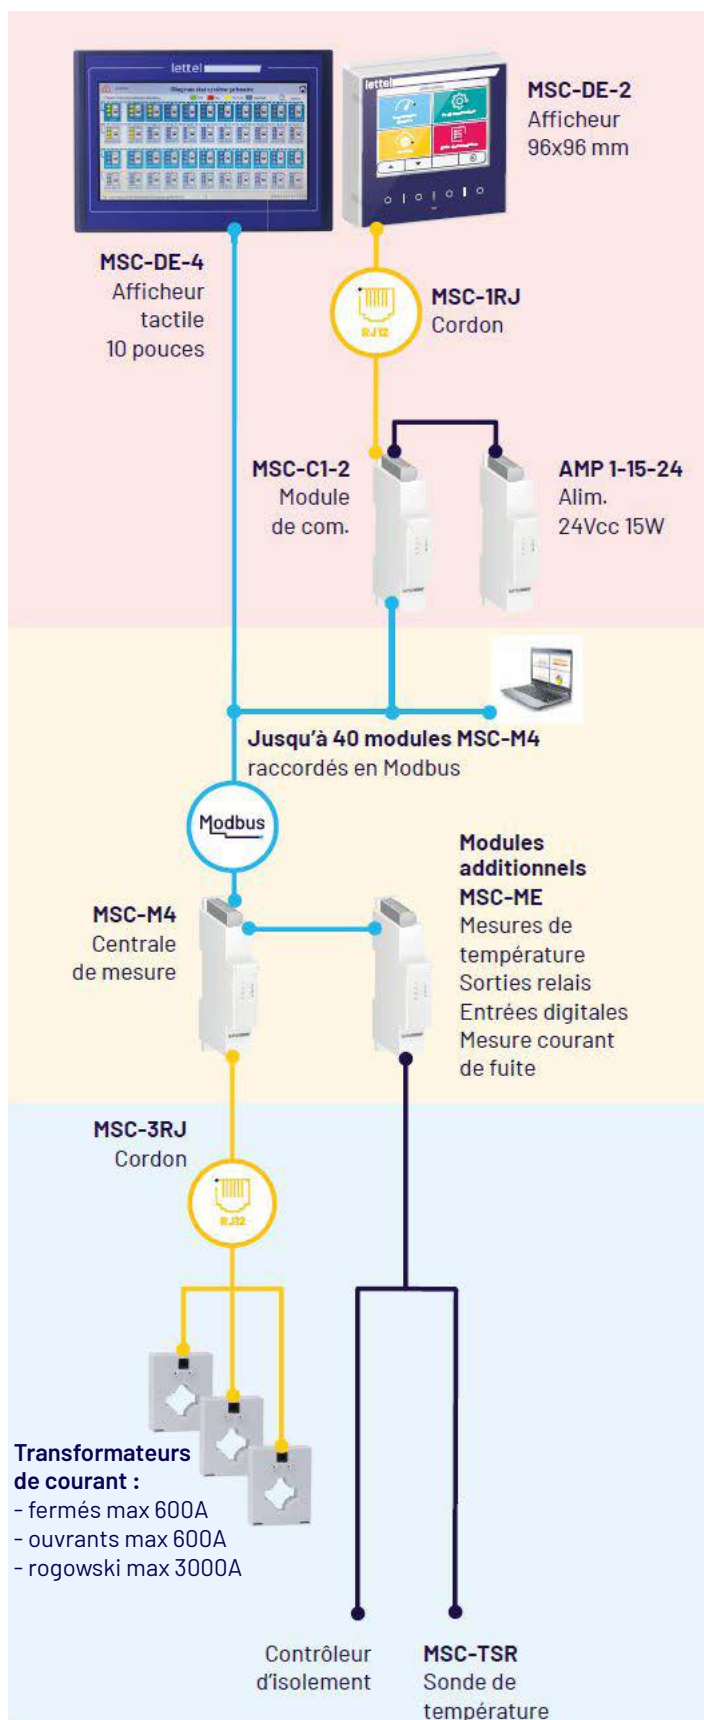 lettel
Diagram stat système primaire
lettel
MSC-DE-2
Afficheur
96x96 mm
MSC-DE-4
Afficheur
tactile
10 pouces
RJ12
MSC-1RJ
Cordon
MSC-C1-2
Module
de com.
AMP 1-15-24
Alim.
24Vcc 15W
Jusqu'à 40 modules MSC-M4
raccordés en Modbus
Modbus
MSC-M4
Centrale
de mesure
Modules
additionnels
MSC-ME
Mesures de
température
Sorties relais
Entrées digitales
Mesure courant
de fuite
MSC-3RJ
Cordon
RJ12
Transformateurs
de courant :
- fermés max 600A
- ouvrants max 600A
- rogowski max 3000A
Contrôleur
d'isolement
MSC-TSR
Sonde de
température